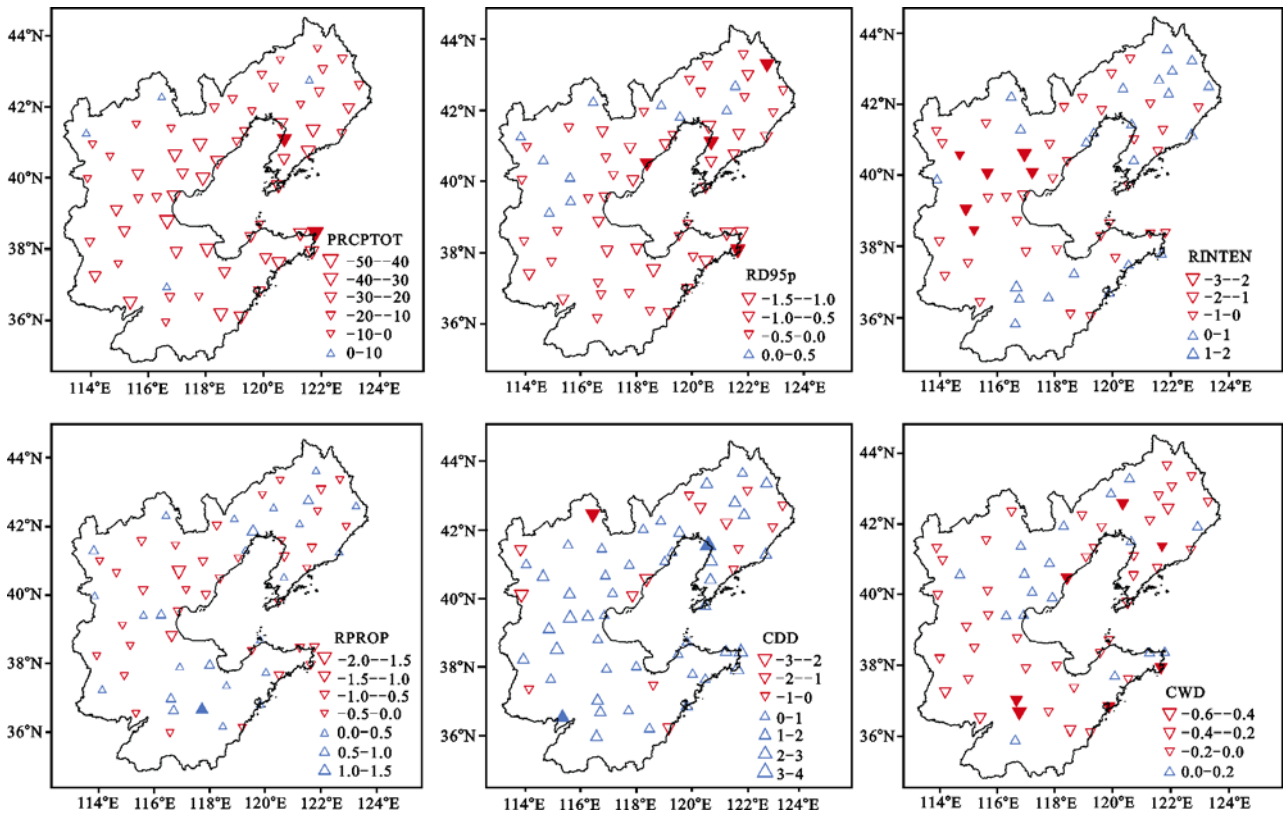 44°N
42°N
40°N
38°N
36°N
114°E 116°E 118°E 120°E 122°E 124°E
PRCPTOT
-50--40
-40--30
-30--20
-20--10
-10-0
0-10
44°N
42°N
40°N
38°N
36°N
114°E 116°E 118°E 120°E 122°E 124°E
RD95p
-1.5--1.0
-1.0--0.5
-0.5-0.0
0.0-0.5
44°N
42°N
40°N
38°N
36°N
114°E 116°E 118°E 120°E 122°E 124°E
RINTEN
-3--2
-2--1
-1-0
0-1
1-2
44°N
42°N
40°N
38°N
36°N
114°E 116°E 118°E 120°E 122°E 124°E
RPROP
-2.0--1.5
-1.5--1.0
-1.0--0.5
-0.5-0.0
0.0-0.5
0.5-1.0
1.0-1.5
44°N
42°N
40°N
38°N
36°N
114°E 116°E 118°E 120°E 122°E 124°E
CDD
-3--2
-2--1
-1-0
0-1
1-2
2-3
3-4
44°N
42°N
40°N
38°N
36°N
114°E 116°E 118°E 120°E 122°E 124°E
CWD
-0.6--0.4
-0.4--0.2
-0.2-0.0
0.0-0.2